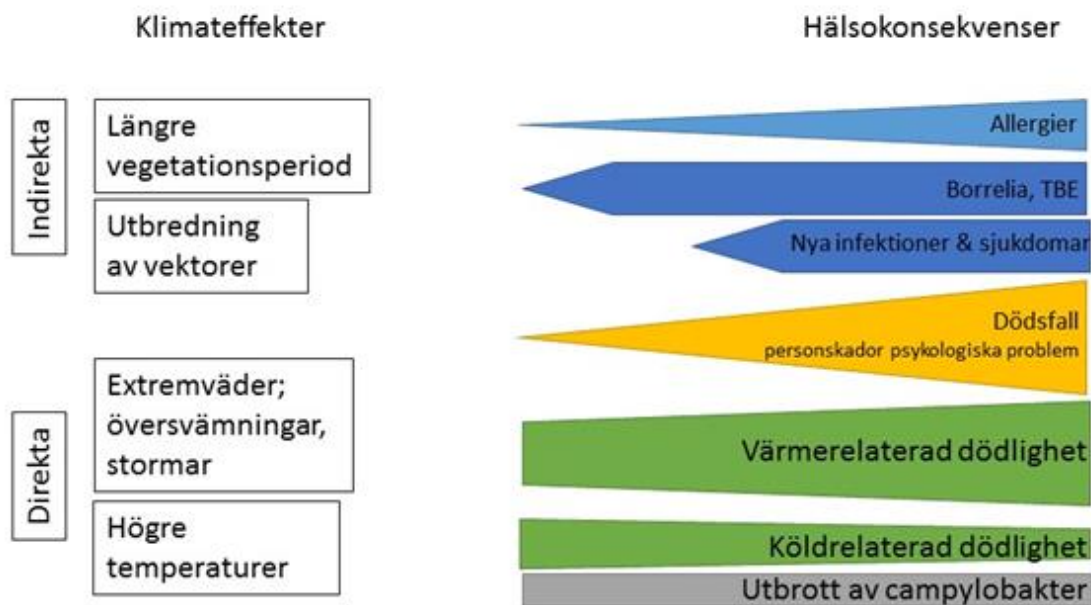 Klimateffekter
Hälsokonsekvenser
Indirekta
Längre
vegetationsperiod
Utbredning
av vektorer
Direkta
Extremväder;
översvämningar,
stormar
Högre
temperaturer
Allergier
Borrelia, TBE
Nya infektioner & sjukdomar
Dödsfall
personskador psykologiska problem
Värmerelaterad dödlighet
Köldrelaterad dödlighet
Utbrott av campylobakter